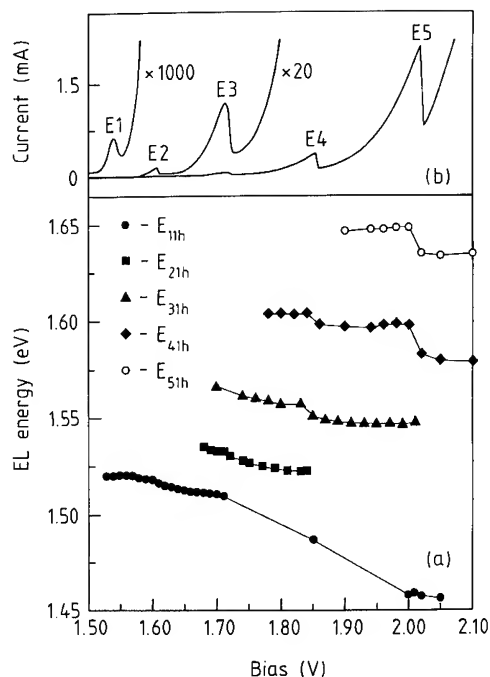 E5
1.5
×1000
×20
E3
Current (mA)
E1
E2
E4
0
(b)
1.65
● - E11h
■ - E21h
▲ - E31h
1.60
◆ - E41h
○ - E51h
EL energy (eV)
1.55
1.50
(a)
1.45
1.50 1.60 1.70 1.80 1.90 2.00 2.10
Bias (V)